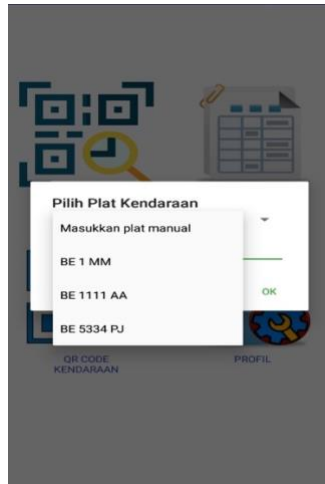 Pilih Plat Kendaraan
Masukkan plat manual
BE 1 MM
BE 1111 AA
OK
BE 5334 PJ
QR CODE
KENDARAAN
PROFIL